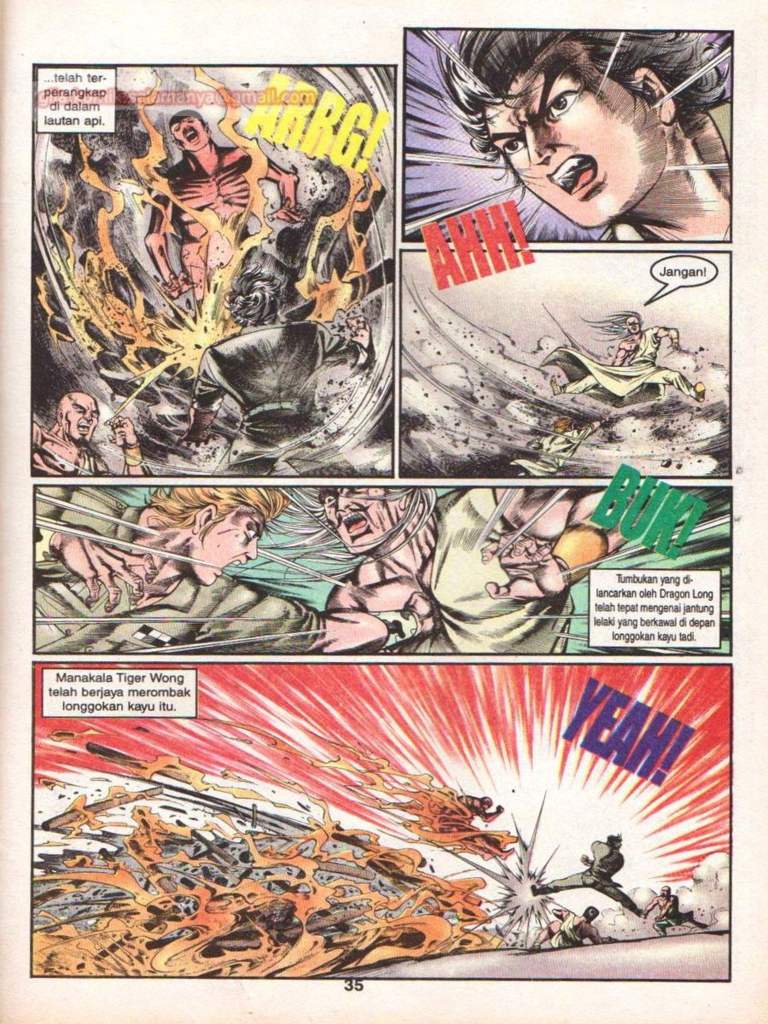 ...telah ter-
perangkap
di dalam
lautan api.
ARRG!
AHH!
Jangan!
BUK!
Tumbukan yang di-
lancarkan oleh Dragon Long
telah tepat mengenai jantung
lelaki yang berkawal di depan
longgokan kayu tadi.
Manakala Tiger Wong
telah berjaya merombak
longgokan kayu itu.
YEAH!
35